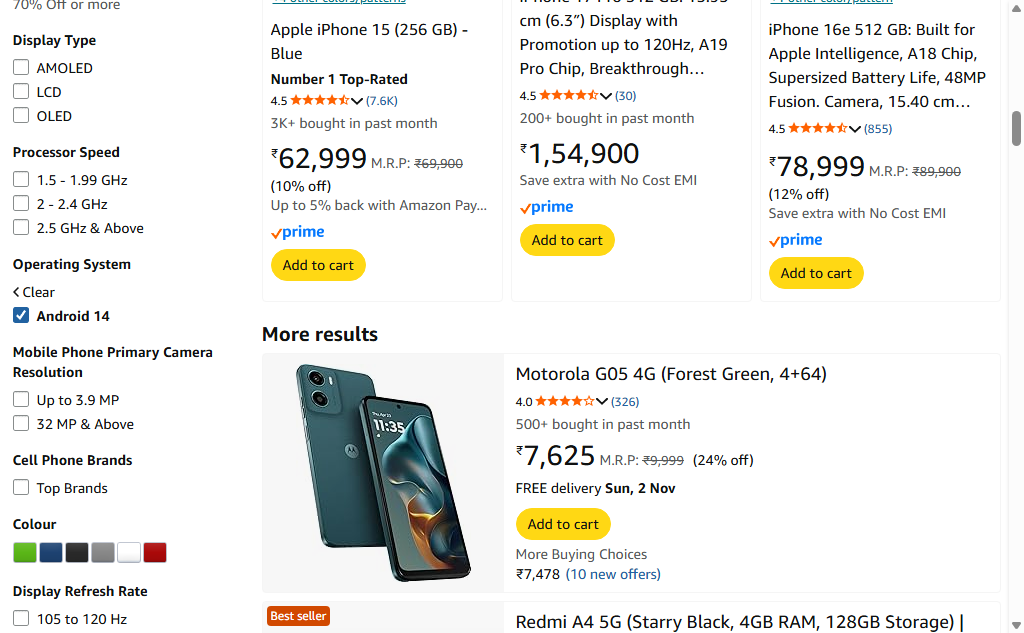 70% Off or more
Display Type
AMOLED
LCD
OLED
Processor Speed
1.5 - 1.99 GHz
2 - 2.4 GHz
2.5 GHz & Above
Operating System
Clear
Android 14
Mobile Phone Primary Camera
Resolution
Up to 3.9 MP
32 MP & Above
Cell Phone Brands
Top Brands
Colour
Display Refresh Rate
105 to 120 Hz
Apple iPhone 15 (256 GB) -
Blue
Number 1 Top-Rated
4.5 (7.6K)
3K+ bought in past month
₹62,999 M.R.P: ₹69,900
(10% off)
Up to 5% back with Amazon Pay...
prime
Add to cart
cm (6.3″) Display with
Promotion up to 120Hz, A19
Pro Chip, Breakthrough...
4.5 (30)
200+ bought in past month
₹1,54,900
Save extra with No Cost EMI
prime
Add to cart
iPhone 16e 512 GB: Built for
Apple Intelligence, A18 Chip,
Supersized Battery Life, 48MP
Fusion. Camera, 15.40 cm...
4.5 (855)
₹78,999 M.R.P: ₹89,900
(12% off)
Save extra with No Cost EMI
prime
Add to cart
More results
11:35
Motorola G05 4G (Forest Green, 4+64)
4.0 (326)
500+ bought in past month
₹7,625 M.R.P: ₹9,999 (24% off)
FREE delivery Sun, 2 Nov
Add to cart
More Buying Choices
₹7,478 (10 new offers)
Best seller
Redmi A4 5G (Starry Black, 4GB RAM, 128GB Storage) |